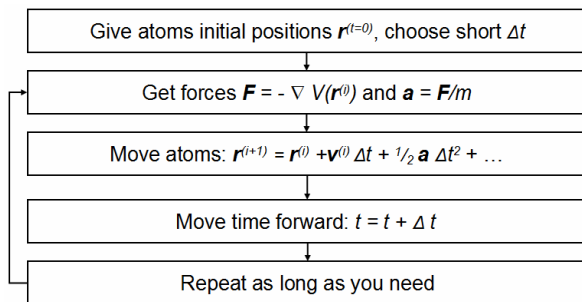 Give atoms initial positions r⁽ᵗ⁼⁰⁾, choose short Δt
Get forces F = - ∇ V(r⁽ⁱ⁾) and a = F/m
Move atoms: r⁽ⁱ⁺¹⁾ = r⁽ⁱ⁾ +v⁽ⁱ⁾ Δt + ¹/₂ a Δt² + …
Move time forward: t = t + Δ t
Repeat as long as you need